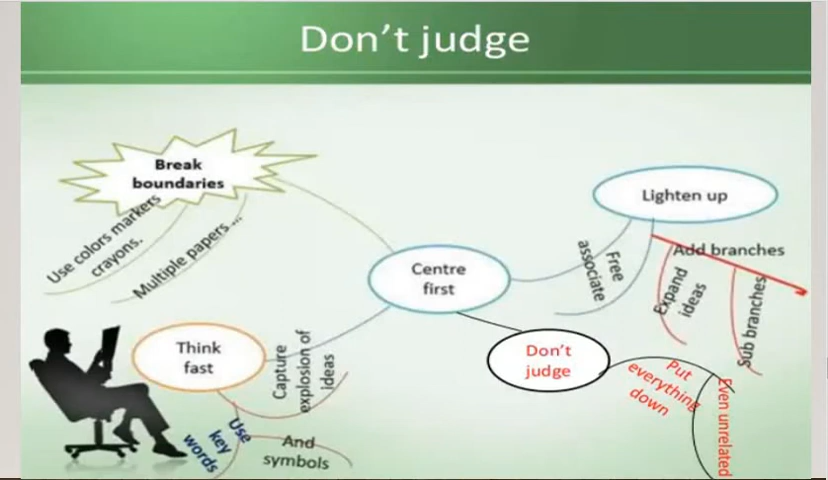 Don't judge
Break
boundaries
Use colors markers
crayons.
Multiple papers...
Centre
first
Lighten up
Free
associate
Add branches
Expand
ideas
Sub branches
Think
fast
Capture
explosion of
ideas
Use
key
words
And
symbols
Don't
judge
Put
everything
down
Even unrelated